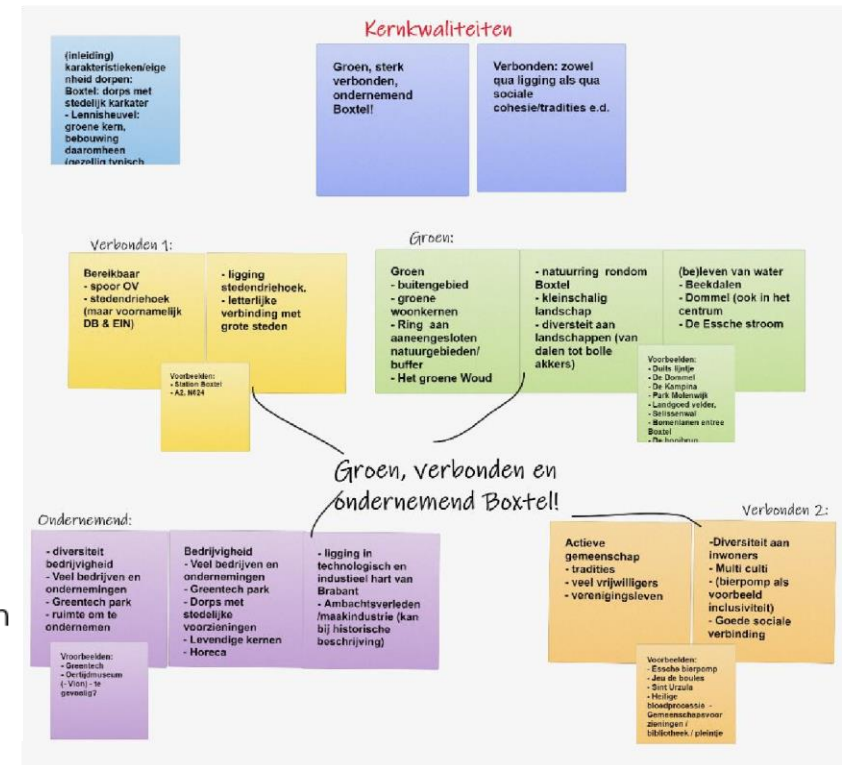 Kernkwaliteiten
(inleiding)
karakteristieken/eige
nheid dorpen:
Boxtel: dorps met
stedelijk karkater
- Lennisheuvel:
groene kern,
bebouwing
daaromheen
(gezellig typisch
Groen, sterk
verbonden,
ondernemend
Boxtel!
Verbonden: zowel
qua ligging als qua
sociale
cohesie/tradities e.d.
Verbonden 1:
Bereikbaar
- spoor OV
- stedendriehoek
(maar voornamelijk
DB & EIN)
- ligging
stedendriehoek,
- letterlijke
verbinding met
grote steden
Voorbeelden:
- Station Boxtel
- A2, N624
Groen:
Groen
- buitengebied
- groene
woonkernen
- Ring aan
aaneengesloten
natuurgebieden/
buffer
- Het groene Woud
- natuurring rondom
Boxtel
- kleinschalig
landschap
- diversteit aan
landschappen (van
dalen tot bolle
akkers)
(be)leven van water
- Beekdalen
- Dommel (ook in het
centrum
- De Essche stroom
Voorbeelden:
- Duits lijntje
- De Dommel
- De Kampina
- Park Molenwijk
- Landgoed velder,
- Selissenwal
- Bomenlanen entree
Boxtel
Groen, verbonden en
ondernemend Boxtel!
Ondernemend:
- diversiteit
bedrijvigheid
- Veel bedrijven en
ondernemingen
- Greentech park
- ruimte om te
ondernemen
Bedrijvigheid
- Veel bedrijven en
ondernemingen
- Greentech park
- Dorps met
stedelijke
voorzieningen
- Levendige kernen
- Horeca
- ligging in
technologisch en
industieel hart van
Brabant
- Ambachtsverleden
/maakindustrie (kan
bij historische
beschrijving)
Vroorbeelden:
- Greentech
- Oertijdmuseum
(- Vion) - te
gevoelig?
Verbonden 2:
Actieve
gemeenschap
- tradities
- veel vrijwilligers
- verenigingsleven
-Diversiteit aan
inwoners
- Multi culti
- (bierpomp als
voorbeeld
inclusiviteit)
- Goede sociale
verbinding
Voorbeelden:
- Essche bierpomp
- Jeu de boules
- Sint Urzula
- Heilige
bloedprocessie -
Gemeenschapsvoor
zieningen /
bibliotheek / pleintje